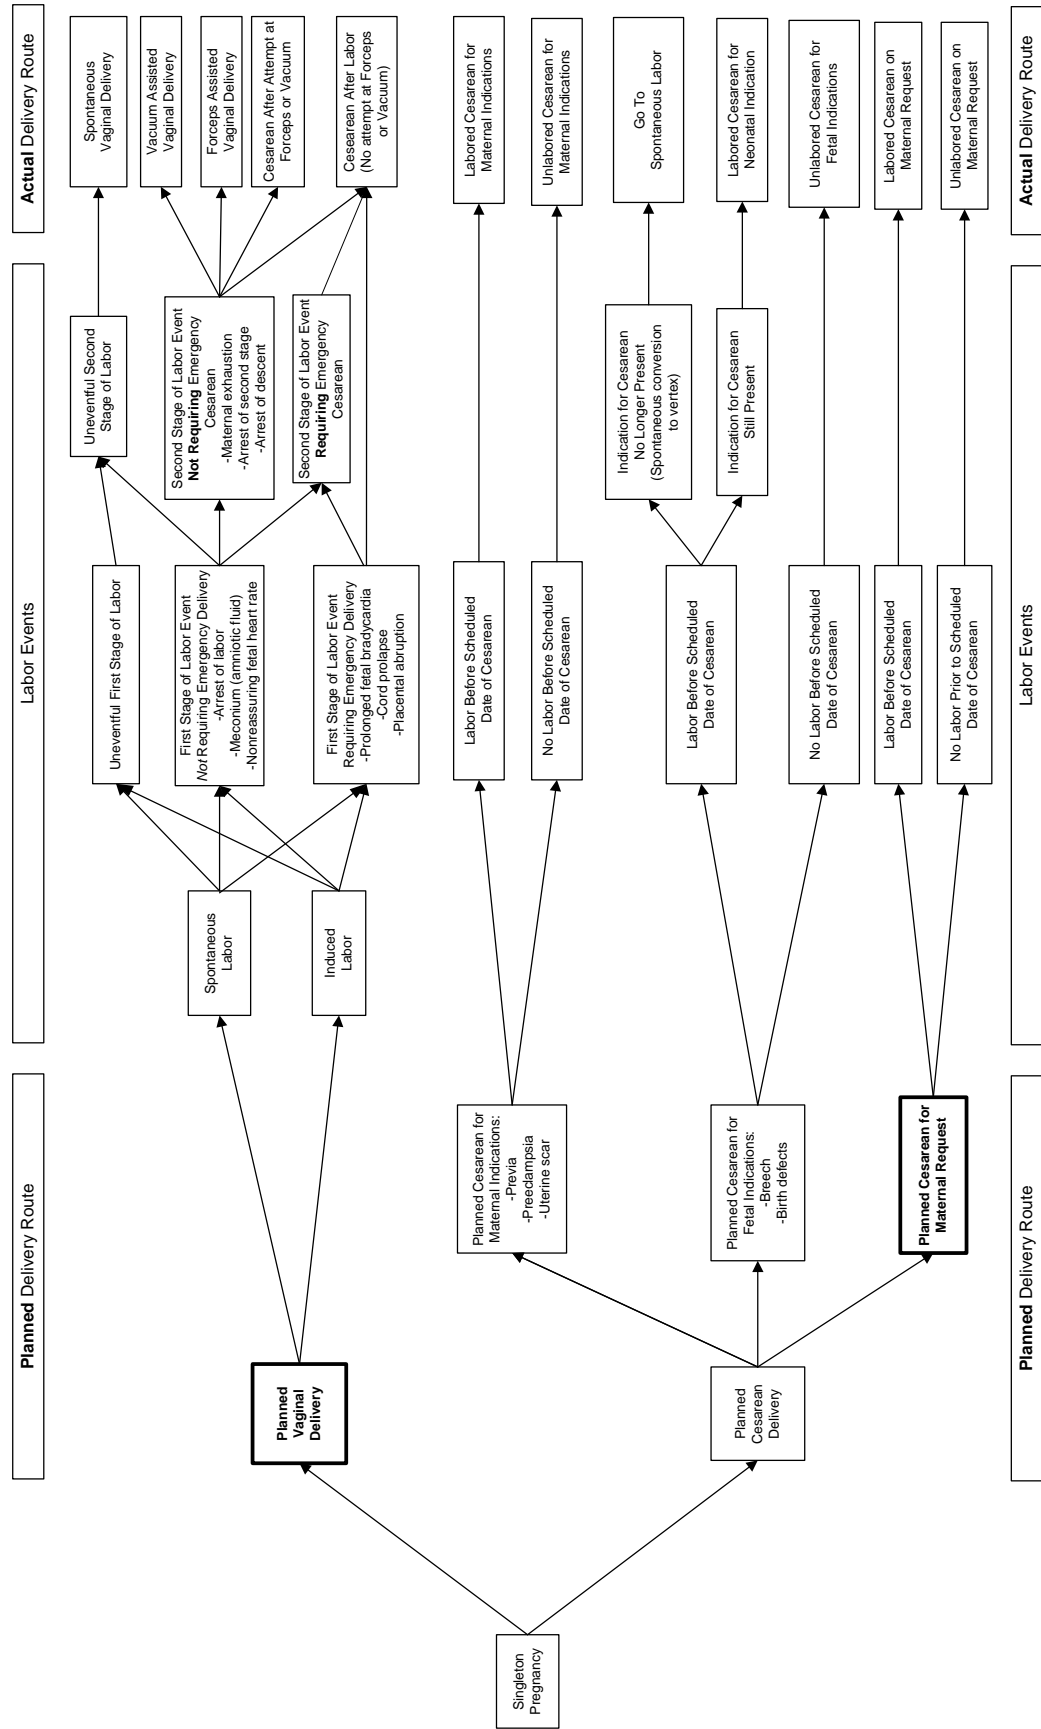 Planned Delivery Route
Labor Events
Actual Delivery Route
Singleton
Pregnancy
Planned
Vaginal
Delivery
Planned
Cesarean
Delivery
Planned Cesarean for
Maternal Indications:
-Previa
-Preeclampsia
-Uterine scar
Planned Cesarean for
Fetal Indications:
-Breech
-Birth defects
Planned Cesarean for
Maternal Request
Spontaneous
Labor
Induced
Labor
Uneventful First Stage of Labor
First Stage of Labor Event
Not Requiring Emergency Delivery
-Arrest of labor
-Meconium (amniotic fluid)
-Nonreassuring fetal heart rate
First Stage of Labor Event
Requiring Emergency Delivery
-Prolonged fetal bradycardia
-Cord prolapse
-Placental abruption
Labor Before Scheduled
Date of Cesarean
No Labor Before Scheduled
Date of Cesarean
Labor Before Scheduled
Date of Cesarean
No Labor Before Scheduled
Date of Cesarean
Labor Before Scheduled
Date of Cesarean
No Labor Prior to Scheduled
Date of Cesarean
Uneventful Second
Stage of Labor
Second Stage of Labor Event
Not Requiring Emergency
Cesarean
-Maternal exhaustion
-Arrest of second stage
-Arrest of descent
Second Stage of Labor Event
Requiring Emergency
Cesarean
Indication for Cesarean
No Longer Present
(Spontaneous conversion
to vertex)
Indication for Cesarean
Still Present
Spontaneous
Vaginal Delivery
Vacuum Assisted
Vaginal Delivery
Forceps Assisted
Vaginal Delivery
Cesarean After Attempt at
Forceps or Vacuum
Cesearean After Labor
(No attempt at Forceps
or Vacuum)
Labored Cesarean for
Maternal Indications
Unlabored Cesarean for
Maternal Indications
Go To
Spontaneous Labor
Labored Cesarean for
Neonatal Indication
Unlabored Cesarean for
Fetal Indications
Labored Cesarean on
Maternal Request
Unlabored Cesarean on
Maternal Request
Planned Delivery Route
Labor Events
Actual Delivery Route